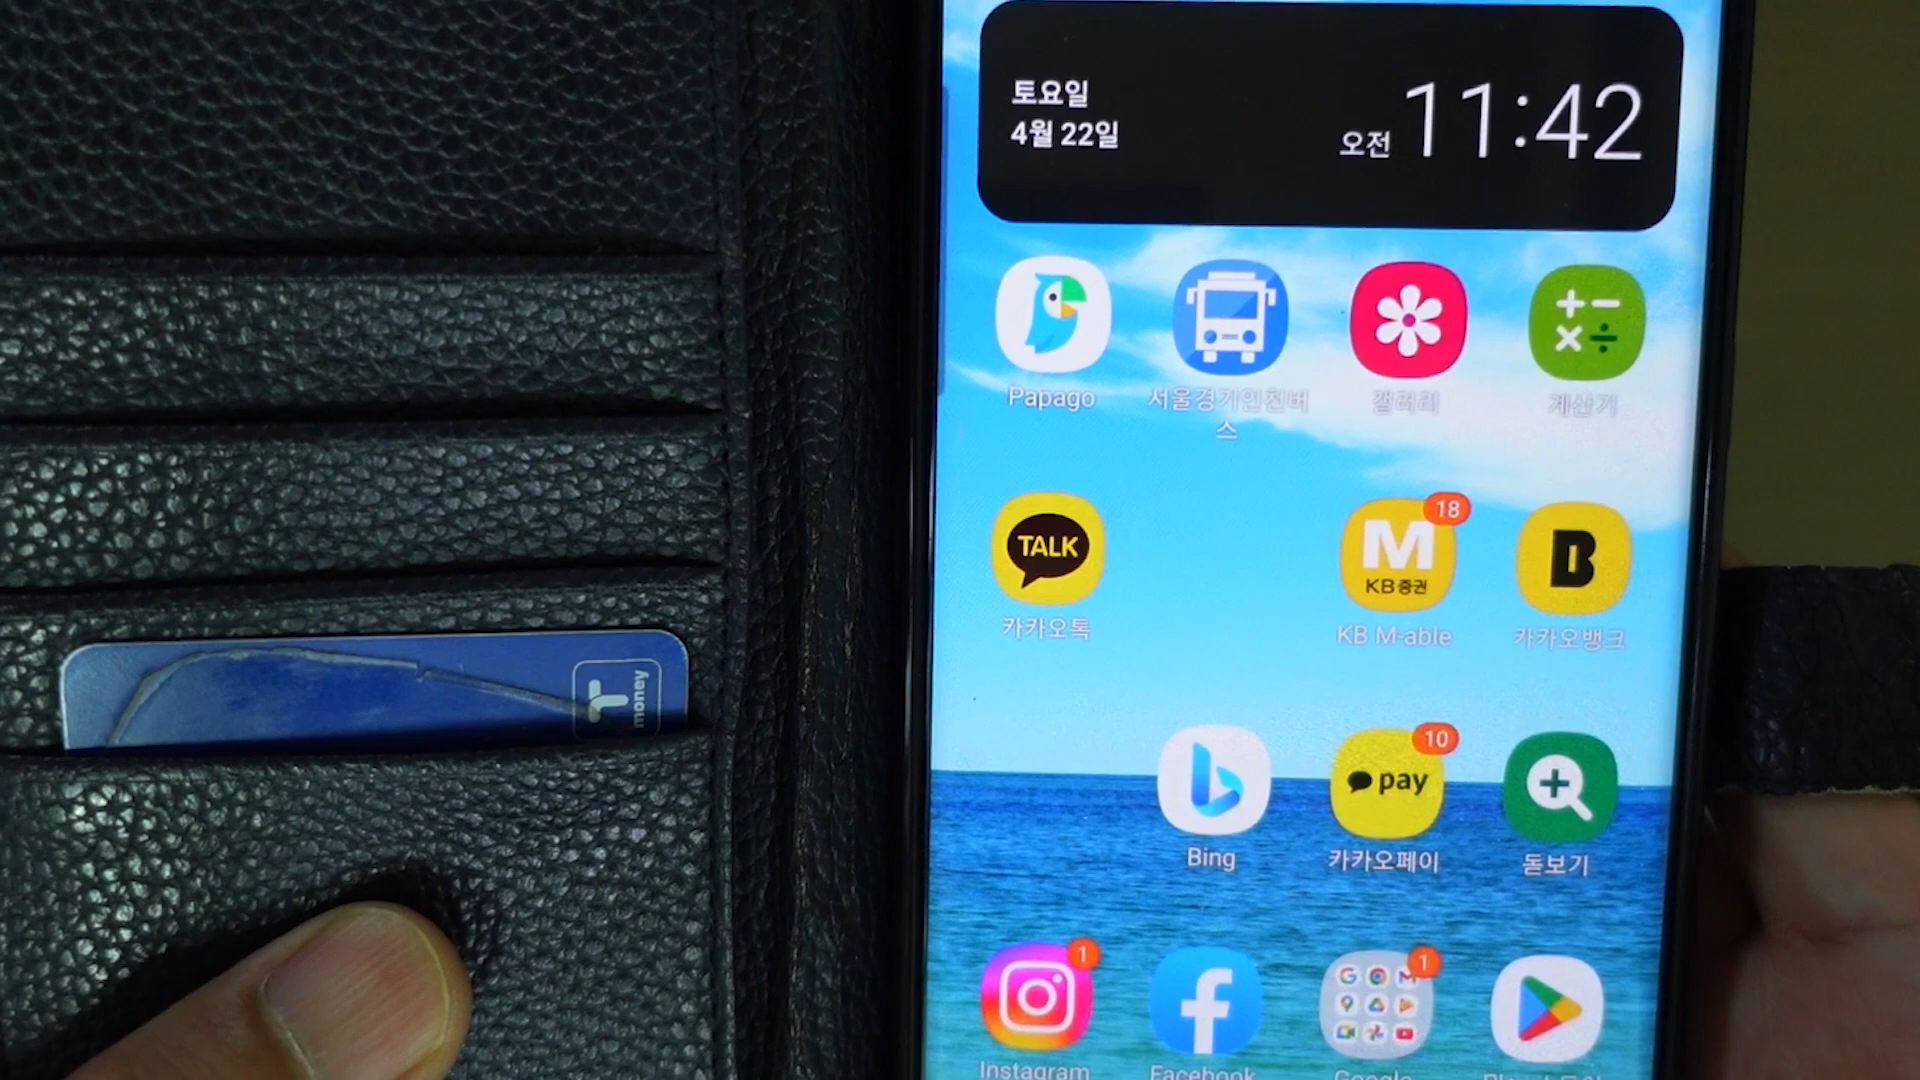 토요일
4월 22일
오전 11:42
Papago
서울경기인천버
스
갤러리
계산기
TALK
카카오톡
18
M
KB증권
KB M-able
B
카카오뱅크
T
money
Bing
10
pay
카카오페이
돋보기
1
Instagram
Facebook
1
Google